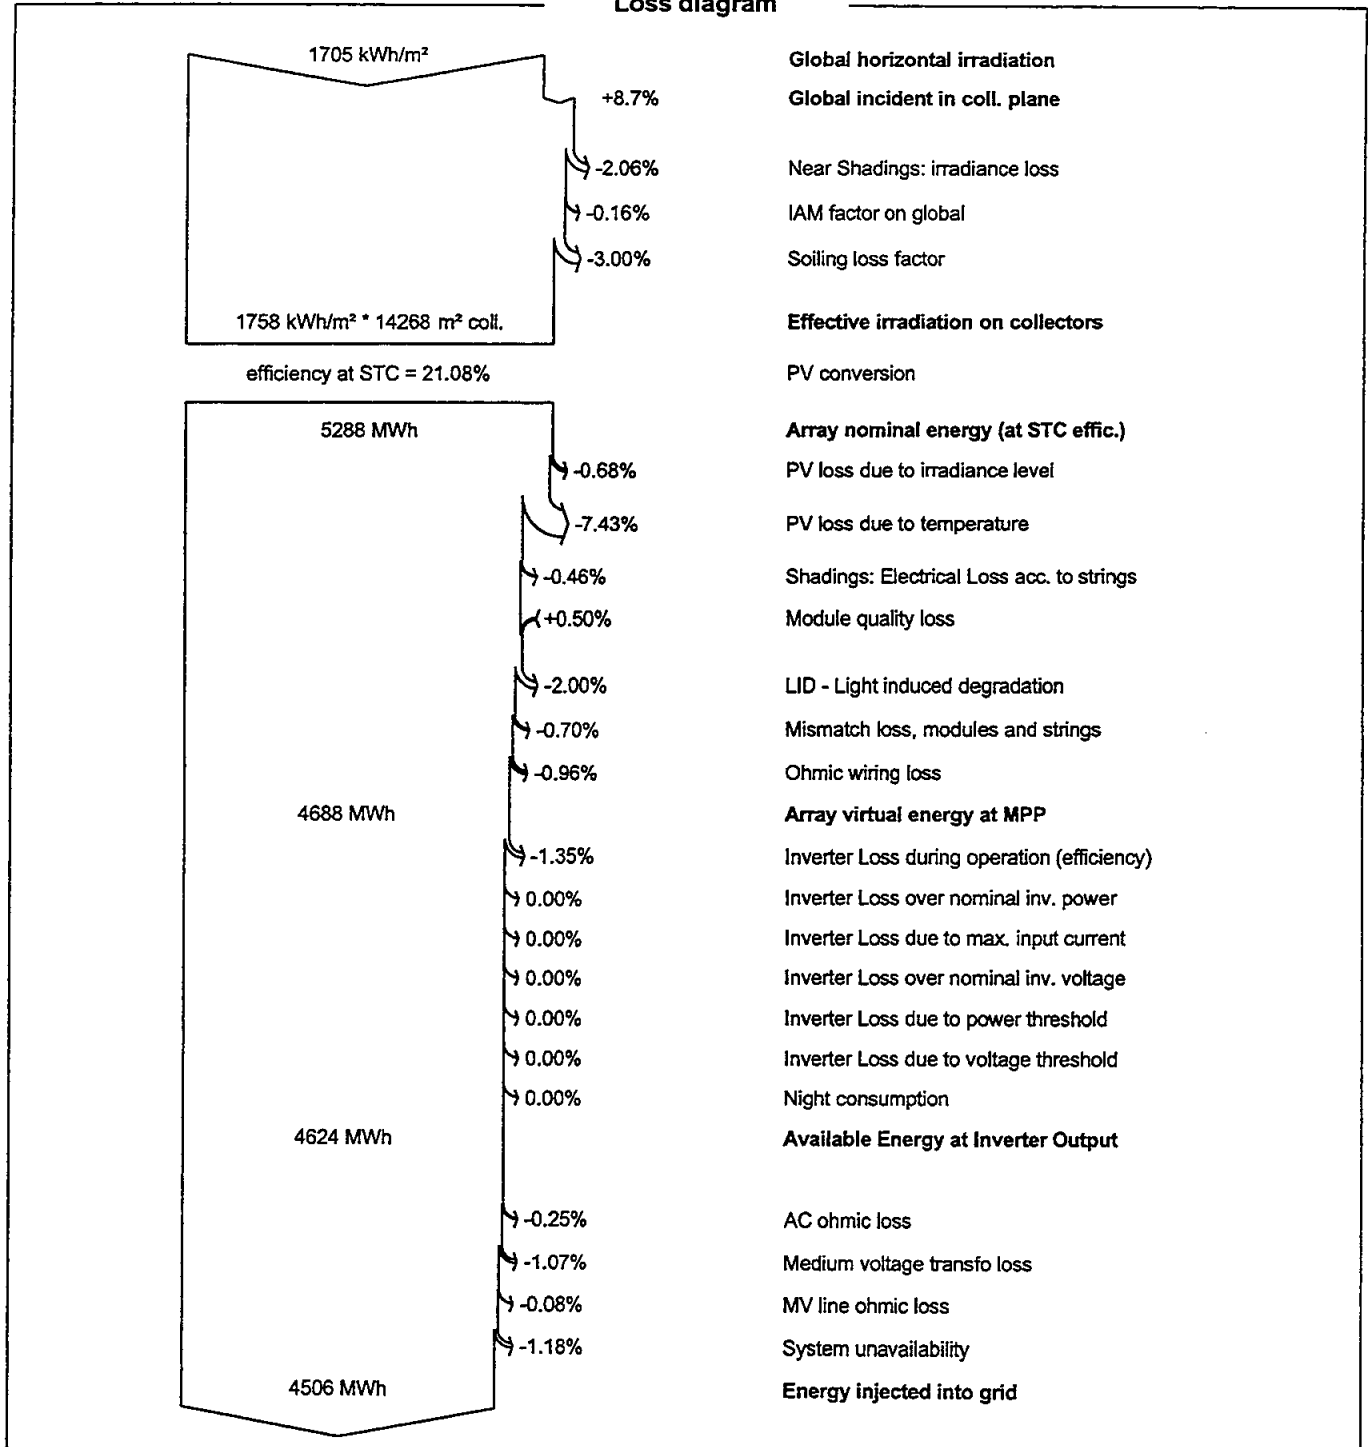 Loss diagram
1705 kWh/m² Global horizontal irradiation
+8.7% Global incident in coll. plane
-2.06% Near Shadings: irradiance loss
-0.16% IAM factor on global
-3.00% Soiling loss factor
1758 kWh/m² * 14268 m² coll. Effective irradiation on collectors
efficiency at STC = 21.08% PV conversion
5288 MWh Array nominal energy (at STC effic.)
-0.68% PV loss due to irradiance level
-7.43% PV loss due to temperature
-0.46% Shadings: Electrical Loss acc. to strings
+0.50% Module quality loss
-2.00% LID - Light induced degradation
-0.70% Mismatch loss, modules and strings
-0.96% Ohmic wiring loss
4688 MWh Array virtual energy at MPP
-1.35% Inverter Loss during operation (efficiency)
0.00% Inverter Loss over nominal inv. power
0.00% Inverter Loss due to max. input current
0.00% Inverter Loss over nominal inv. voltage
0.00% Inverter Loss due to power threshold
0.00% Inverter Loss due to voltage threshold
0.00% Night consumption
4624 MWh Available Energy at Inverter Output
-0.25% AC ohmic loss
-1.07% Medium voltage transfo loss
-0.08% MV line ohmic loss
-1.18% System unavailability
4506 MWh Energy injected into grid